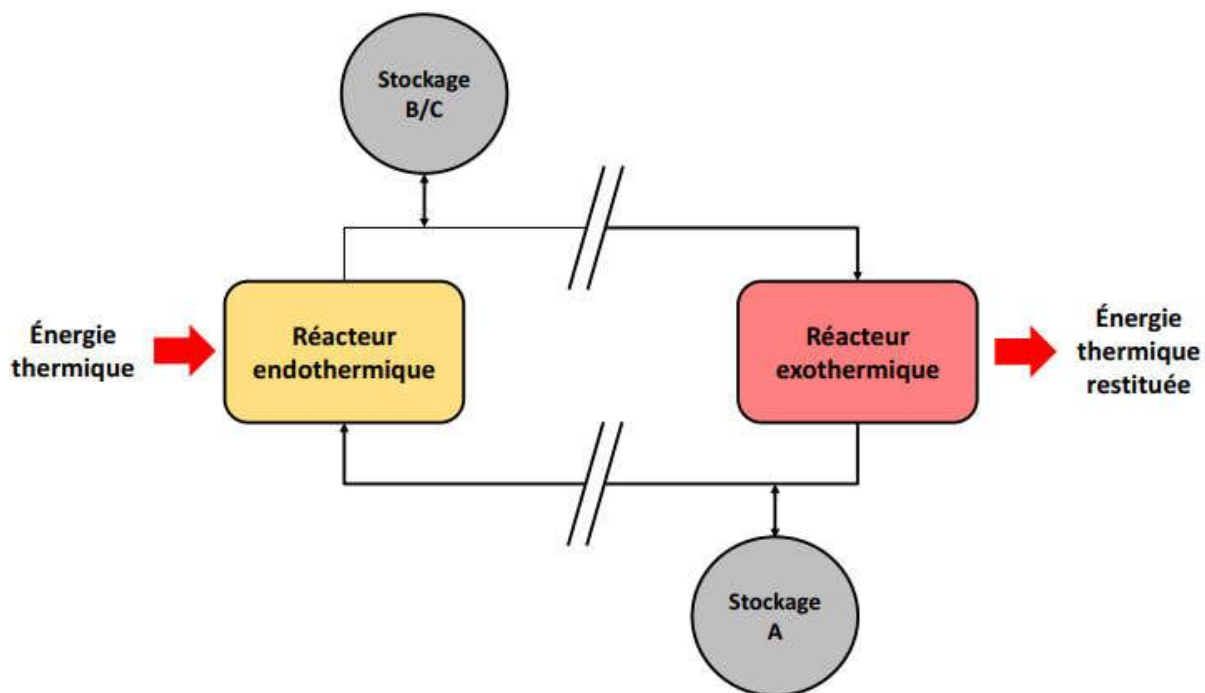 Stockage
B/C
Énergie
thermique
Réacteur
endothermique
Réacteur
exothermique
Énergie
thermique
restituée
Stockage
A